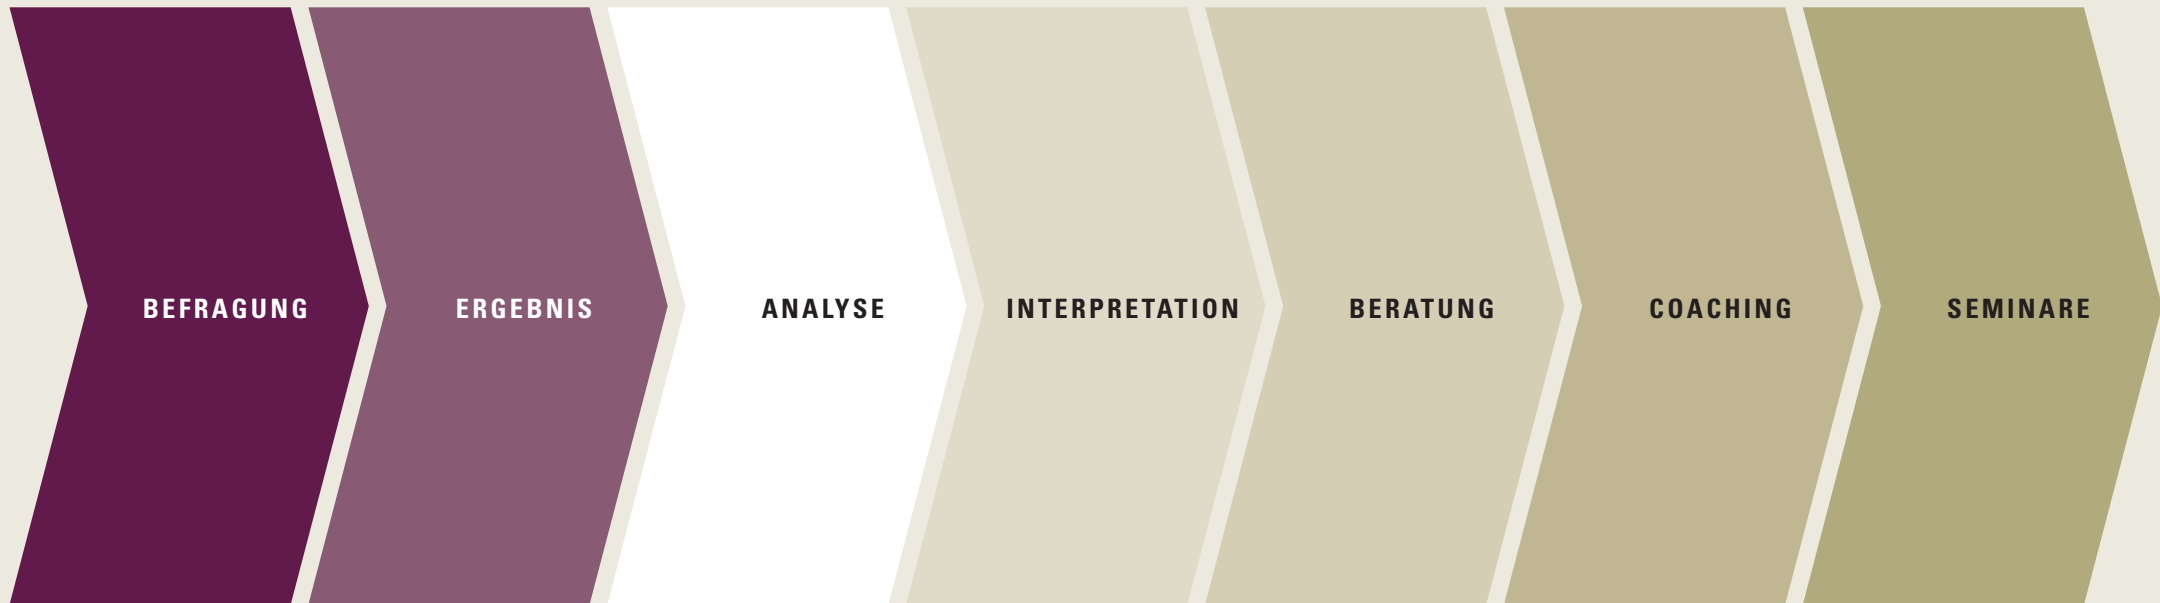 BEFRAGUNG
ERGEBNIS
ANALYSE
INTERPRETATION
BERATUNG
COACHING
SEMINARE